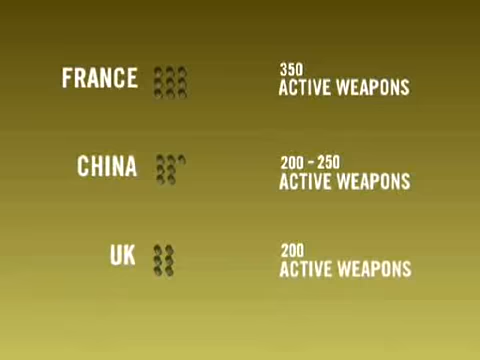 FRANCE
350
ACTIVE WEAPONS
CHINA
200 - 250
ACTIVE WEAPONS
UK
200
ACTIVE WEAPONS